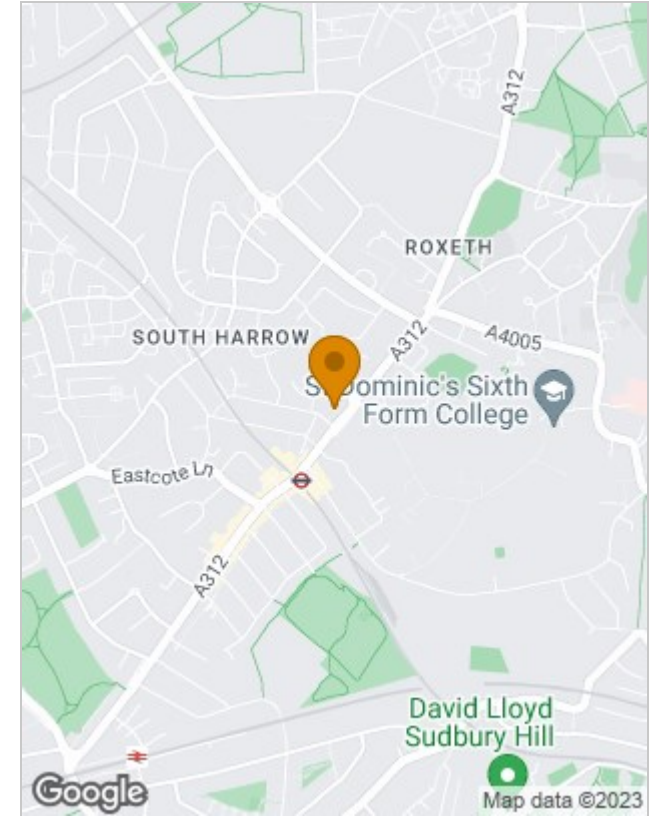 A312
ROXETH
SOUTH HARROW
A312
A4005
St Dominic's Sixth
Form College
Eastcote Ln
A312
David Lloyd
Sudbury Hill
Google
Map data ©2023